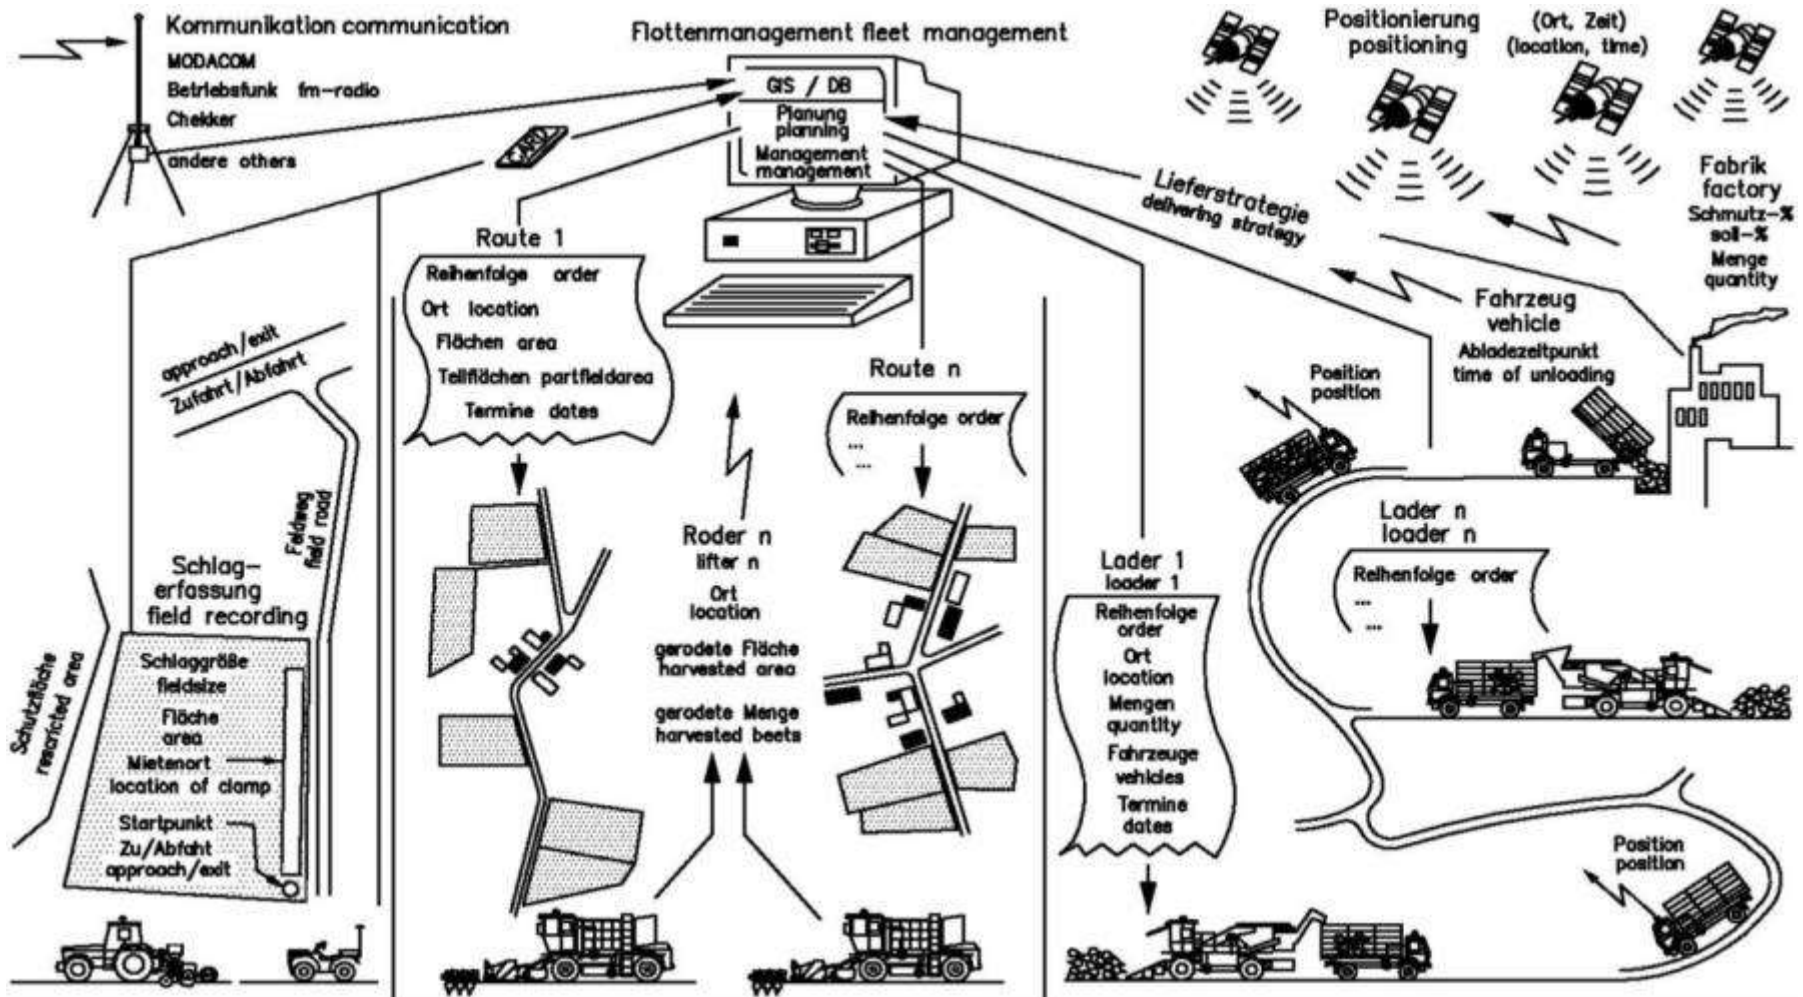 Kommunikation communication
MODACOM
Betriebsfunk fm-radio
Chekker
andere others
Flottenmanagement fleet management
GIS / DB
Planung
planning
Management
management
CARD
Positionierung
positioning
(Ort, Zeit)
(location, time)
Fabrik
factory
Schmutz-%
soil-%
Menge
quantity
Lieferstrategie
delivering strategy
Fahrzeug
vehicle
Abladezeitpunkt
time of unloading
Position
position
approach/exit
Zufahrt/Abfahrt
Feldweg
field road
Schlag-
erfassung
field recording
Schutzfläche
resaricted area
Schlaggröße
fieldsize
Fläche
area
Mietenort
location of clamp
Startpunkt
Zu/Abfaht
approach/exit
Route 1
Reihenfolge order
Ort location
Flächen area
Teilflächen partfieldarea
Termine dates
Route n
Reihenfolge order
...
...
Roder n
lifter n
Ort
location
gerodete Fläche
harvested area
gerodete Menge
harvested beets
Lader 1
loader 1
Reihenfolge
order
Ort
location
Mengen
quantity
Fahrzeuge
vehicles
Termine
dates
Lader n
loader n
Reihenfolge order
...
...
Position
position